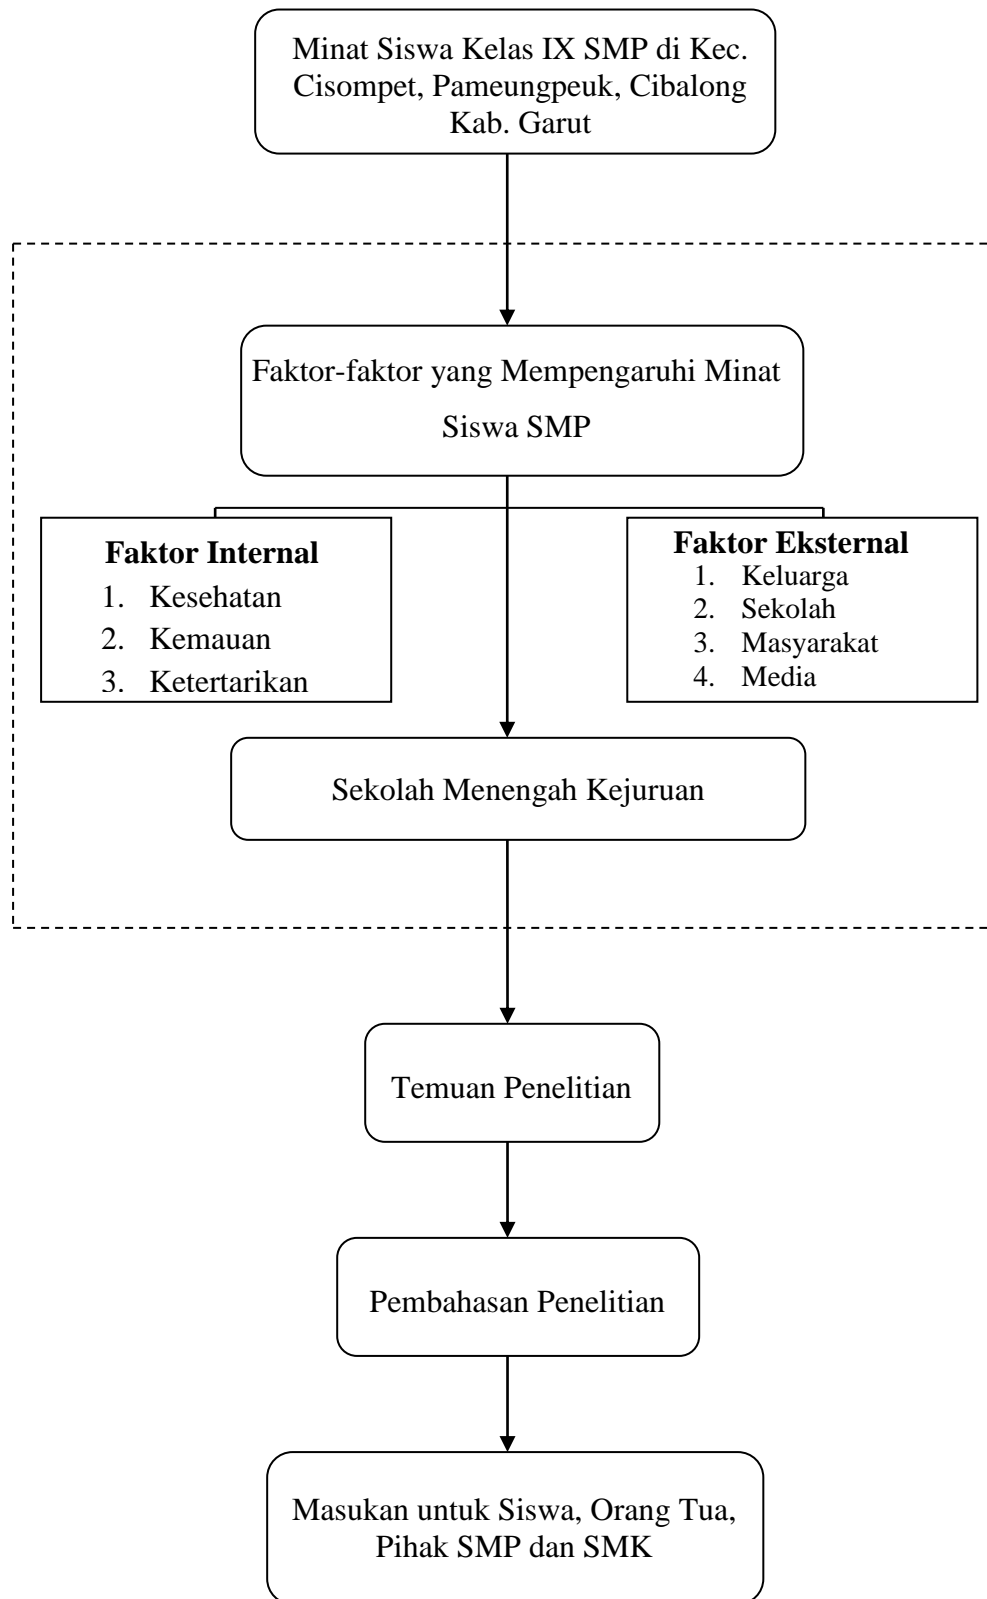 Minat Siswa Kelas IX SMP di Kec.
Cisompet, Pameungpeuk, Cibalong
Kab. Garut
Faktor-faktor yang Mempengaruhi Minat
Siswa SMP
Faktor Internal
1. Kesehatan
2. Kemauan
3. Ketertarikan
Faktor Eksternal
1. Keluarga
2. Sekolah
3. Masyarakat
4. Media
Sekolah Menengah Kejuruan
Temuan Penelitian
Pembahasan Penelitian
Masukan untuk Siswa, Orang Tua,
Pihak SMP dan SMK